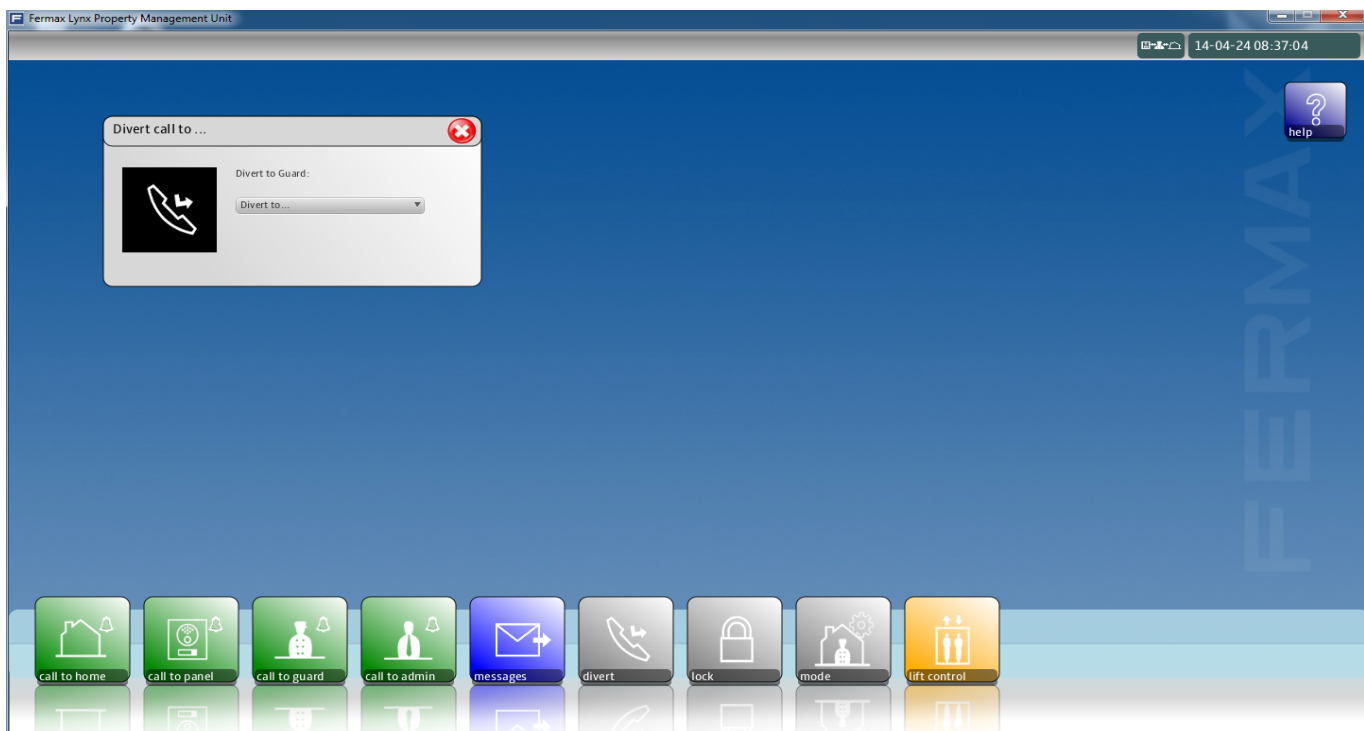 Fermax Lynx Property Management Unit
14-04-24 08:37:04
help
Divert call to ...
Divert to Guard:
Divert to...
FERMAX
call to home
call to panel
call to guard
call to admin
messages
divert
lock
mode
lift control